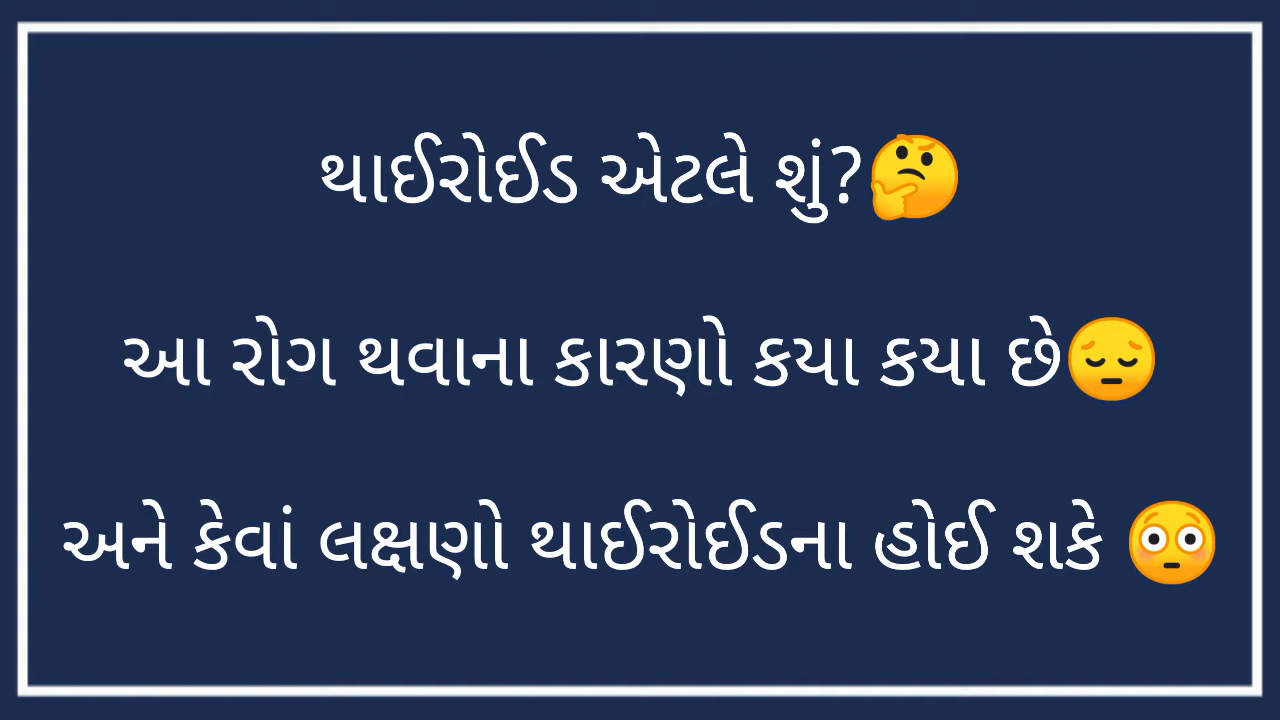 થાઈરોઈડ એટલે શું?🤔
આ રોગ થવાના કારણો કયા કયા છે😔
અને કેવાં લક્ષણો થાઈરોઈડના હોઈ શકે 😳